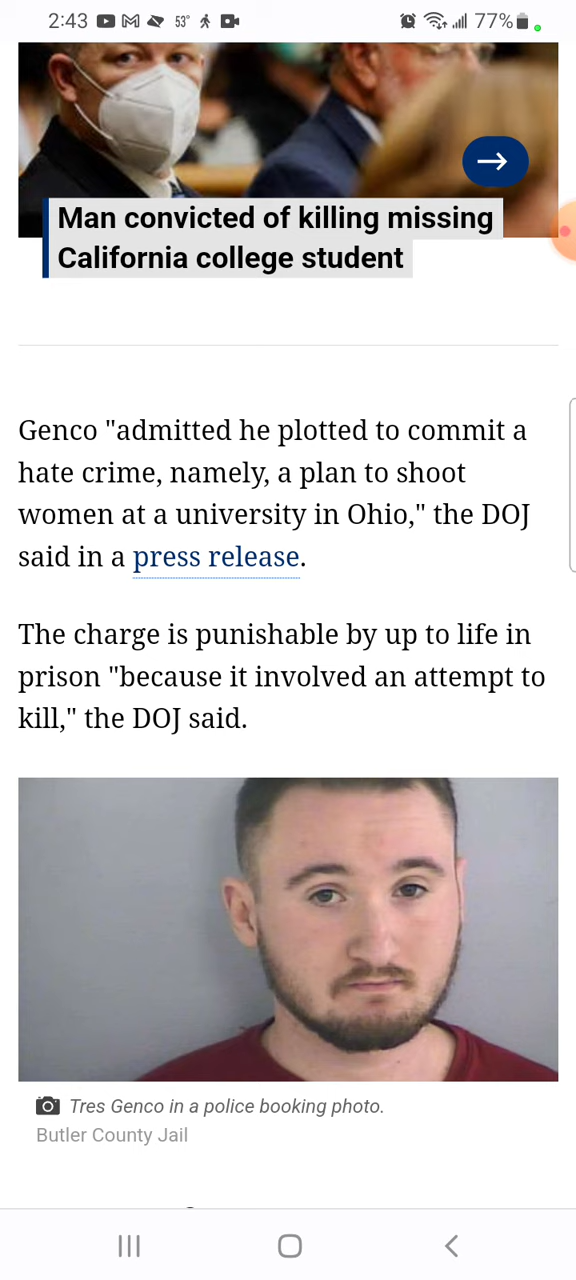 2:43 53° 77%
Man convicted of killing missing
California college student
Genco "admitted he plotted to commit a
hate crime, namely, a plan to shoot
women at a university in Ohio," the DOJ
said in a press release.
The charge is punishable by up to life in
prison "because it involved an attempt to
kill," the DOJ said.
Tres Genco in a police booking photo.
Butler County Jail